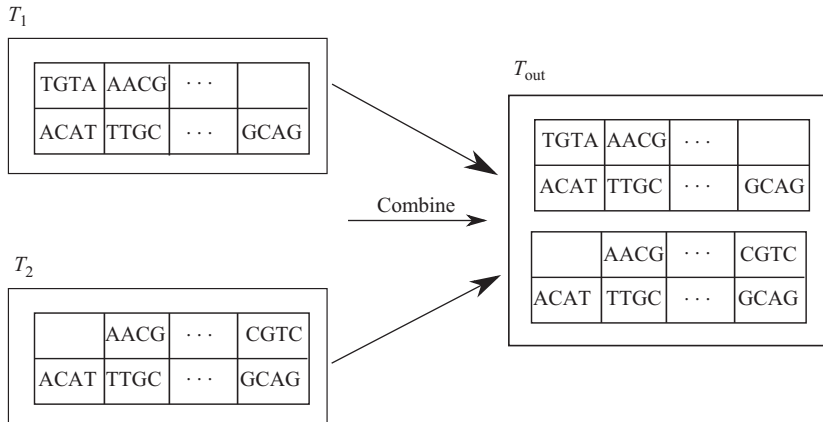 T1
TGTA AACG ...
ACAT TTGC ... GCAG
Combine
T2
AACG ... CGTC
ACAT TTGC ... GCAG
Tout
TGTA AACG ...
ACAT TTGC ... GCAG
AACG ... CGTC
ACAT TTGC ... GCAG